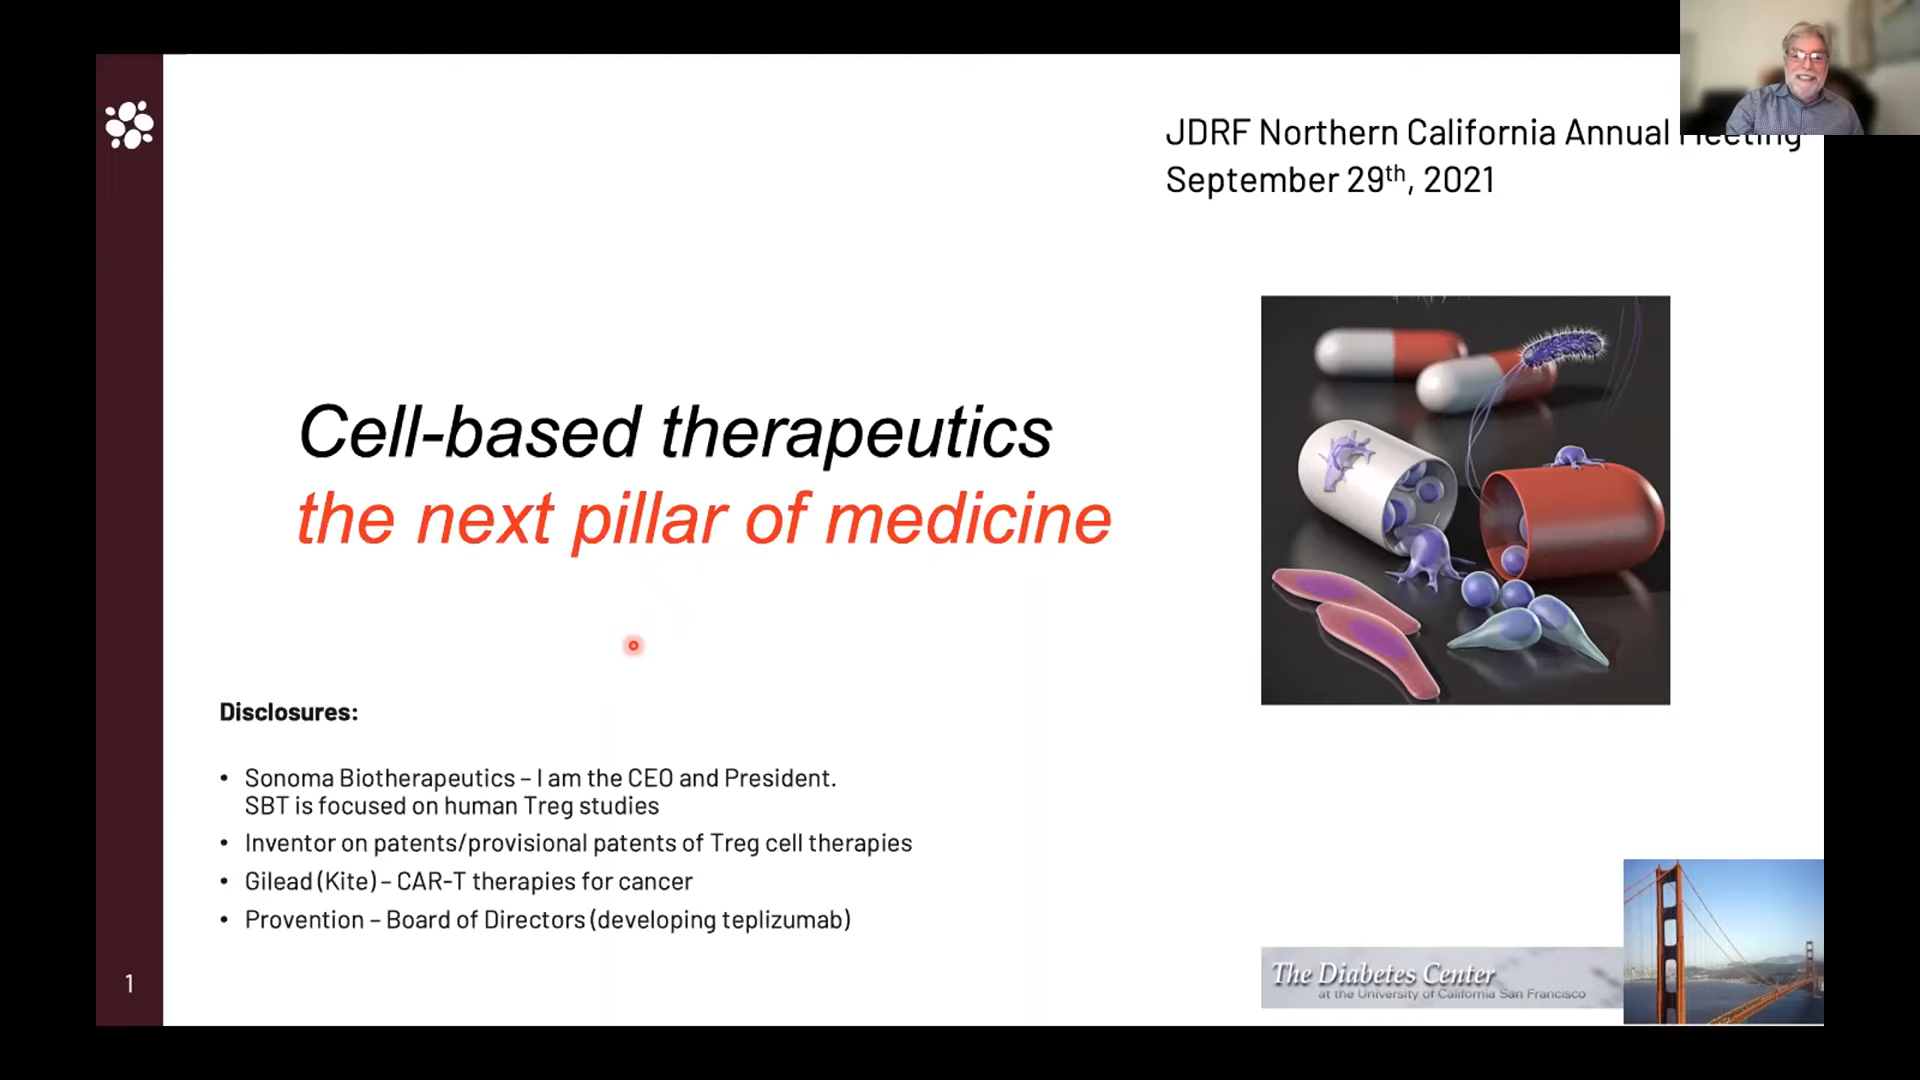 JDRF Northern California Annual Meeting
September 29th, 2021
Cell-based therapeutics
the next pillar of medicine
Disclosures:
• Sonoma Biotherapeutics – I am the CEO and President.
SBT is focused on human Treg studies
• Inventor on patents/provisional patents of Treg cell therapies
• Gilead (Kite) – CAR-T therapies for cancer
• Provention – Board of Directors (developing teplizumab)
The Diabetes Center
at the University of California San Francisco
1